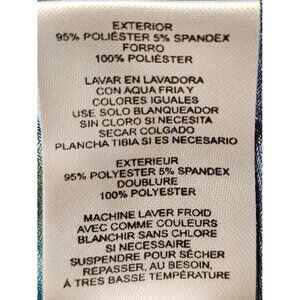 EXTERIOR
95% POLIÉSTER 5% SPANDEX
FORRO
100% POLIÉSTER
LAVAR EN LAVADORA
CON AQUA FRIA Y
COLORES IGUALES
USE SOLO BLANQUEADOR
SIN CLORO SI NECESITA
SECAR COLGADO
PLANCHA TIBIA SI ES NECESARIO
EXTERIEUR
95% POLYESTER 5% SPANDEX
DOUBLURE
100% POLYESTER
MACHINE LAVER FROID
AVEC COMME COULEURS
BLANCHIR SANS CHLORE
SI NECESSAIRE
SUSPENDRE POUR SÉCHER
REPASSER, AU BESOIN,
À TRES BASSE TEMPÉRATURE